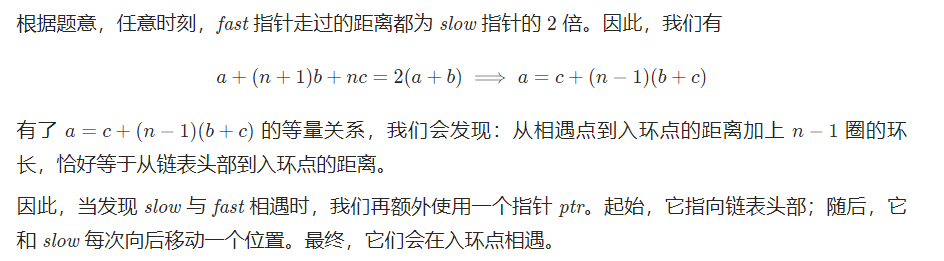 根据题意，任意时刻，fast 指针走过的距离都为 slow 指针的 2 倍。因此，我们有
a + (n + 1)b + nc = 2(a + b) ⟹ a = c + (n − 1)(b + c)
有了 a = c + (n − 1)(b + c) 的等量关系，我们会发现：从相遇点到入环点的距离加上 n − 1 圈的环
长，恰好等于从链表头部到入环点的距离。
因此，当发现 slow 与 fast 相遇时，我们再额外使用一个指针 ptr。起始，它指向链表头部；随后，它
和 slow 每次向后移动一个位置。最终，它们会在入环点相遇。